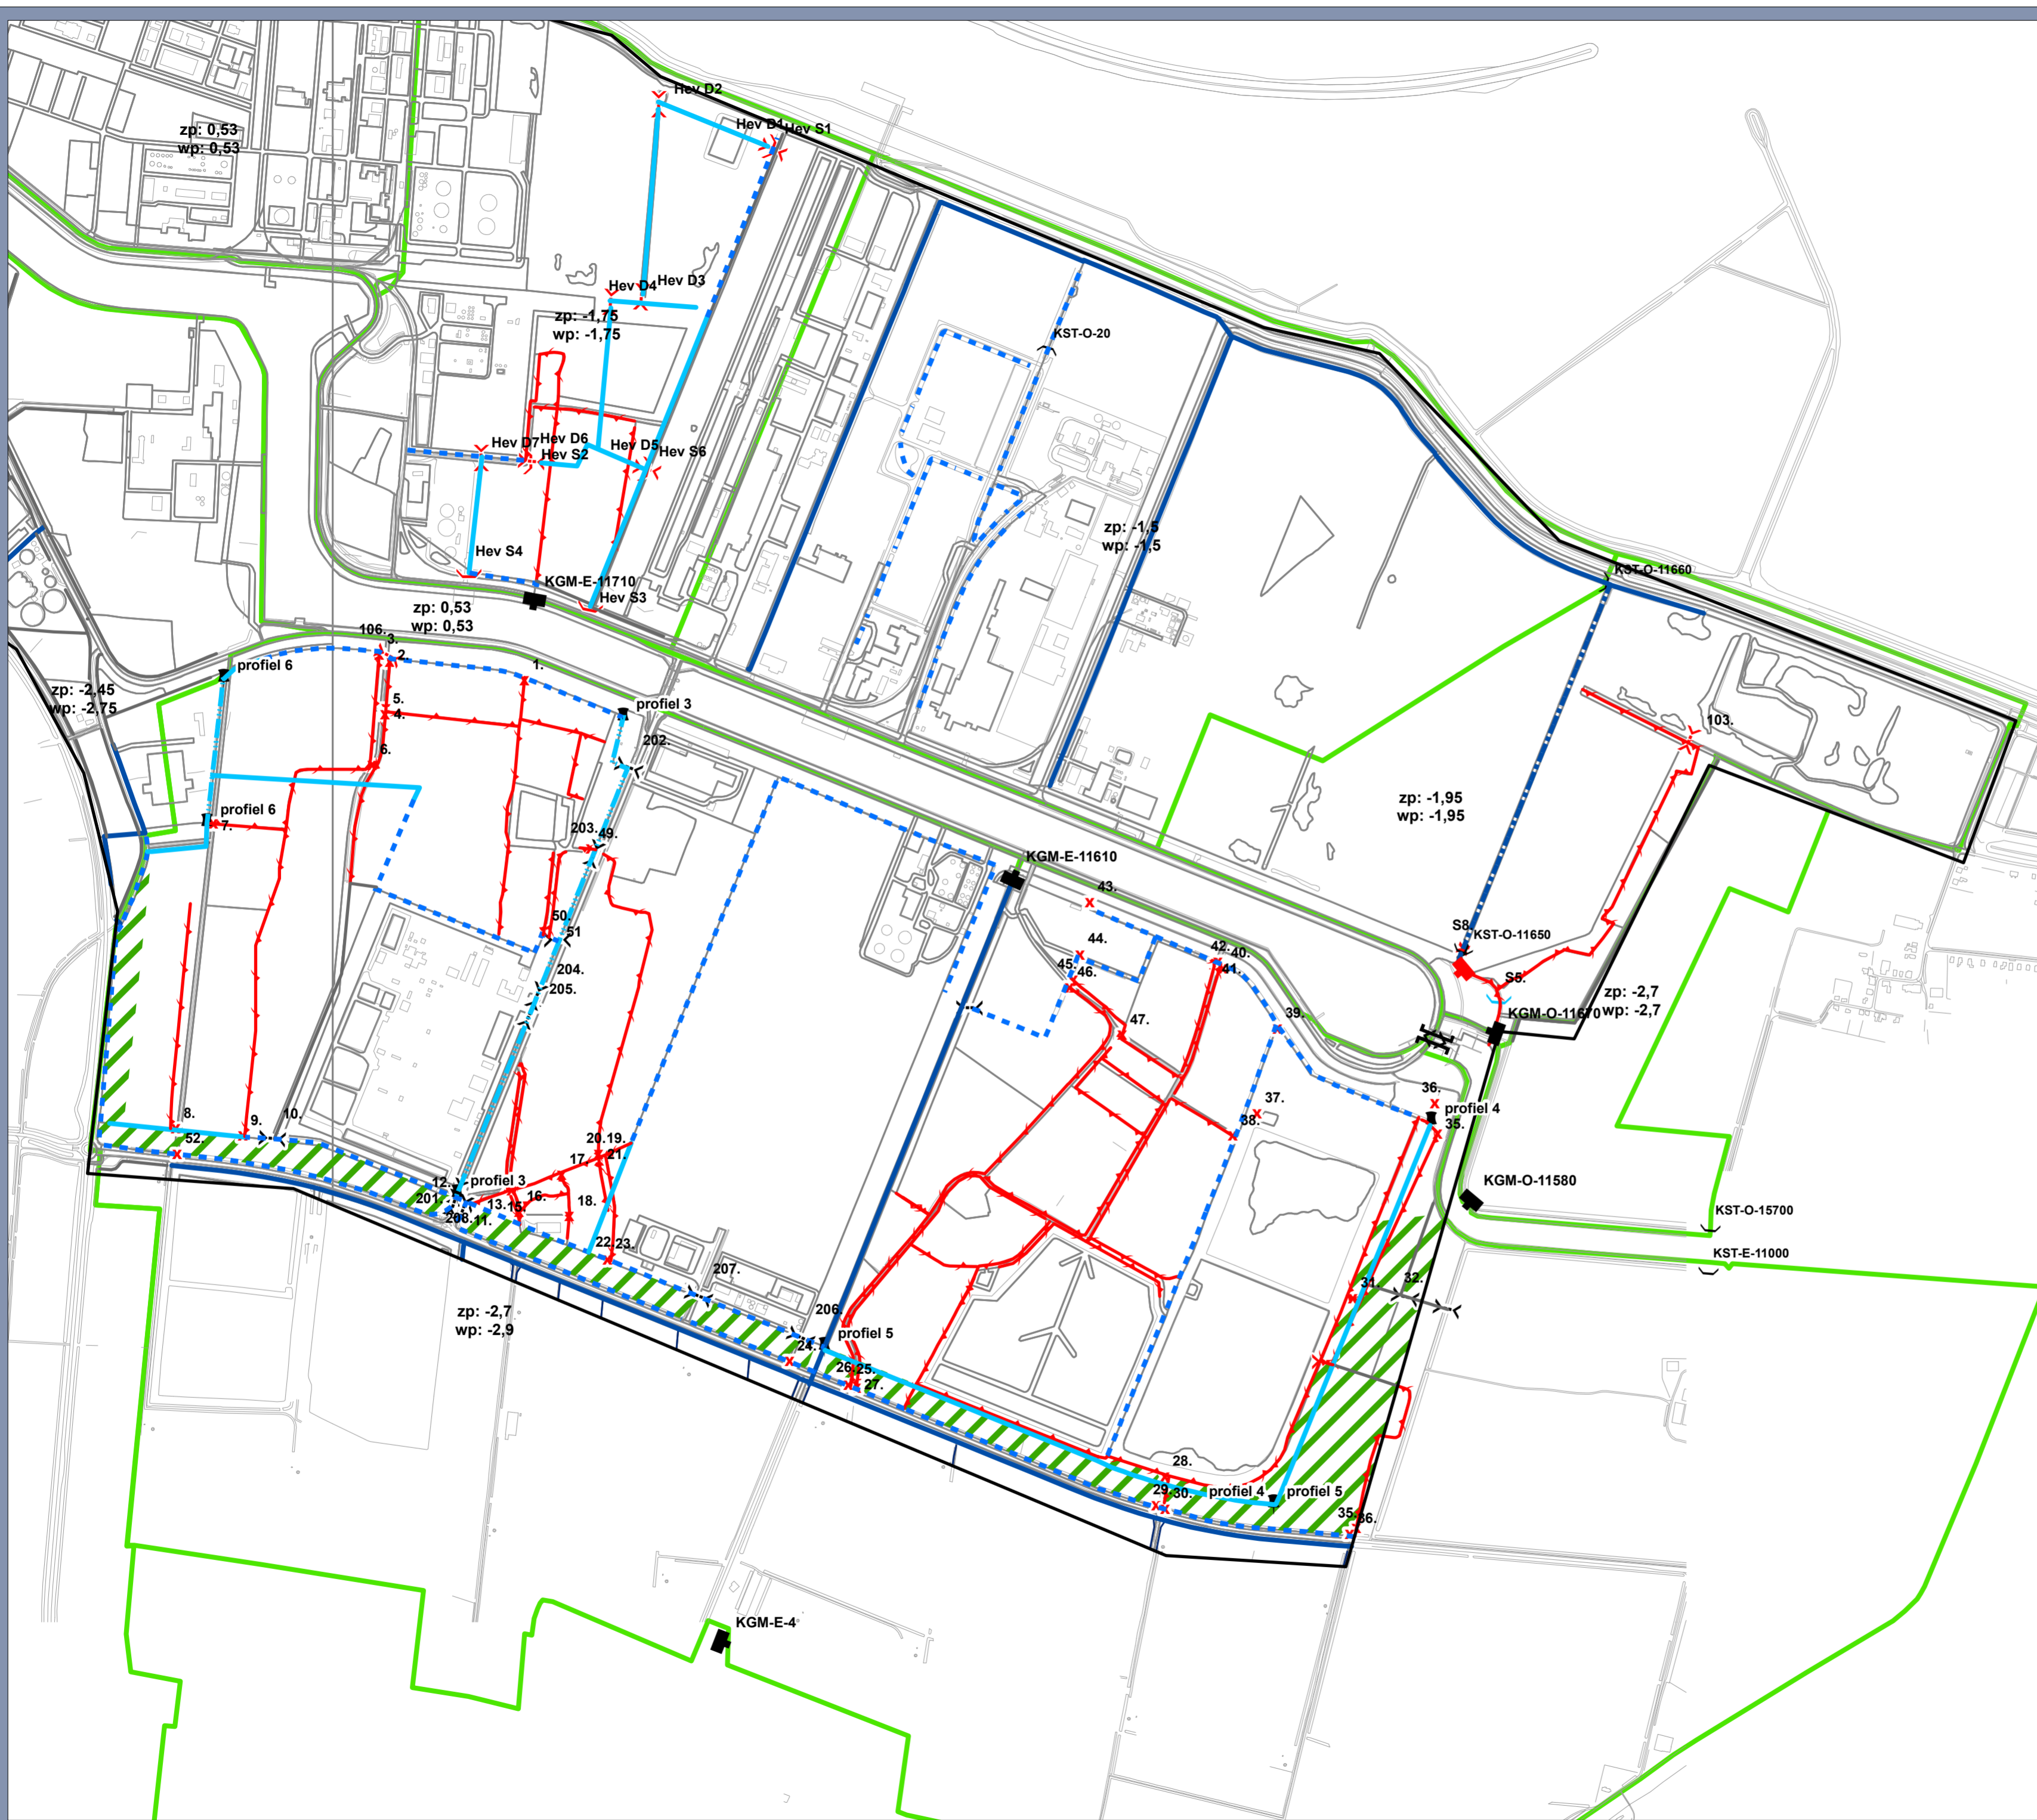 Hev D2
Hev D1
Hev S1
zp: 0,53
wp: 0,53
Hev D3
Hev D4
zp: -1,75
wp: -1,75
KST-O-20
Hev D7
Hev D6
Hev S2
Hev D5
Hev S6
zp: -1,5
wp: -1,5
Hev S4
KGM-E-11710
Hev S3
KST-O-11660
zp: 0,53
wp: 0,53
106.
3.
2.
1.
profiel 6
zp: -2,45
wp: -2,75
5.
4.
profiel 3
202.
103.
6.
zp: -1,95
wp: -1,95
profiel 6
7.
203.
49.
KGM-E-11610
43.
50.
51
S8.
KST-O-11650
44.
42.
40.
41.
45.
46.
204.
205.
S5.
zp: -2,7
wp: -2,7
KGM-O-11670
47.
39.
36.
profiel 4
35.
37.
38.
8.
52.
9.
10.
20.
19.
21.
17.
12.
profiel 3
201.
13.
15.
16.
18.
208.
11.
KGM-O-11580
KST-O-15700
KST-E-11000
22.
23.
207.
31.
32.
zp: -2,7
wp: -2,9
206.
profiel 5
24.
26.
25.
27.
28.
29.
30.
profiel 4
profiel 5
35.
36.
KGM-E-4